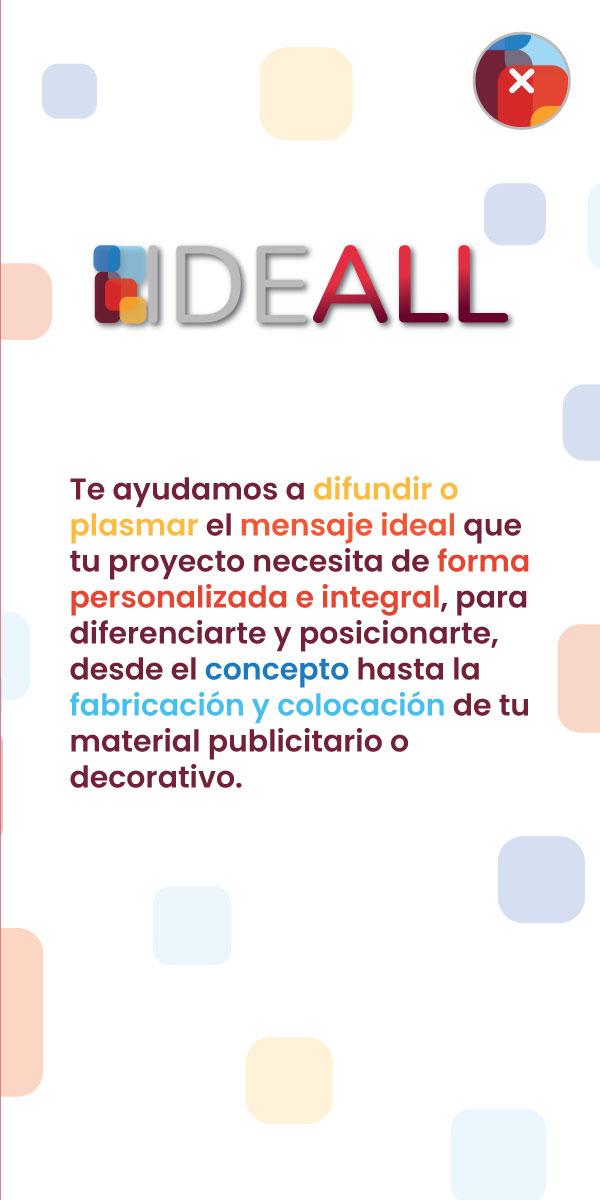 IDEALL
Te ayudamos a difundir o
plasmar el mensaje ideal que
tu proyecto necesita de forma
personalizada e integral, para
diferenciarte y posicionarte,
desde el concepto hasta la
fabricación y colocación de tu
material publicitario o
decorativo.